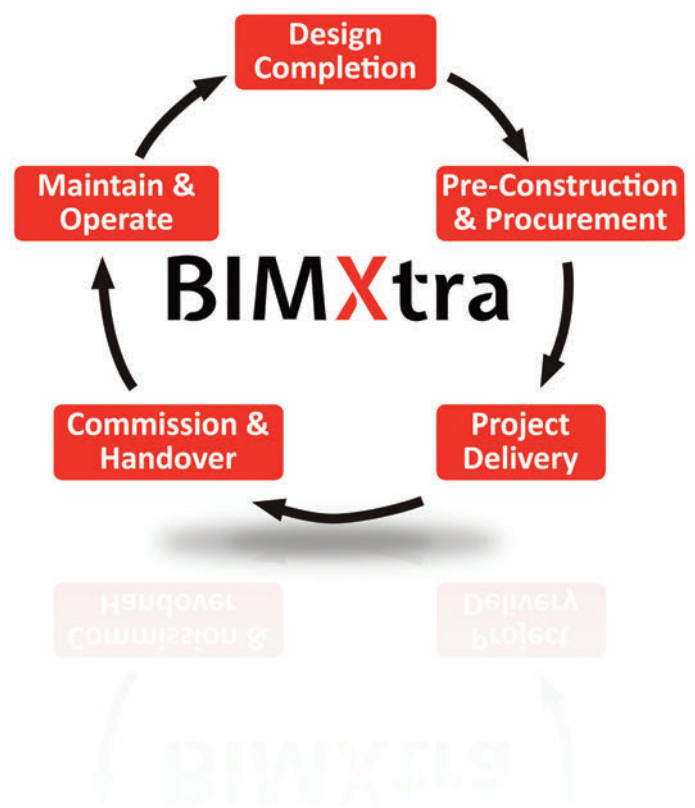 Design
Completion
Pre-Construction
& Procurement
Project
Delivery
Commission &
Handover
Maintain &
Operate
BIMXtra